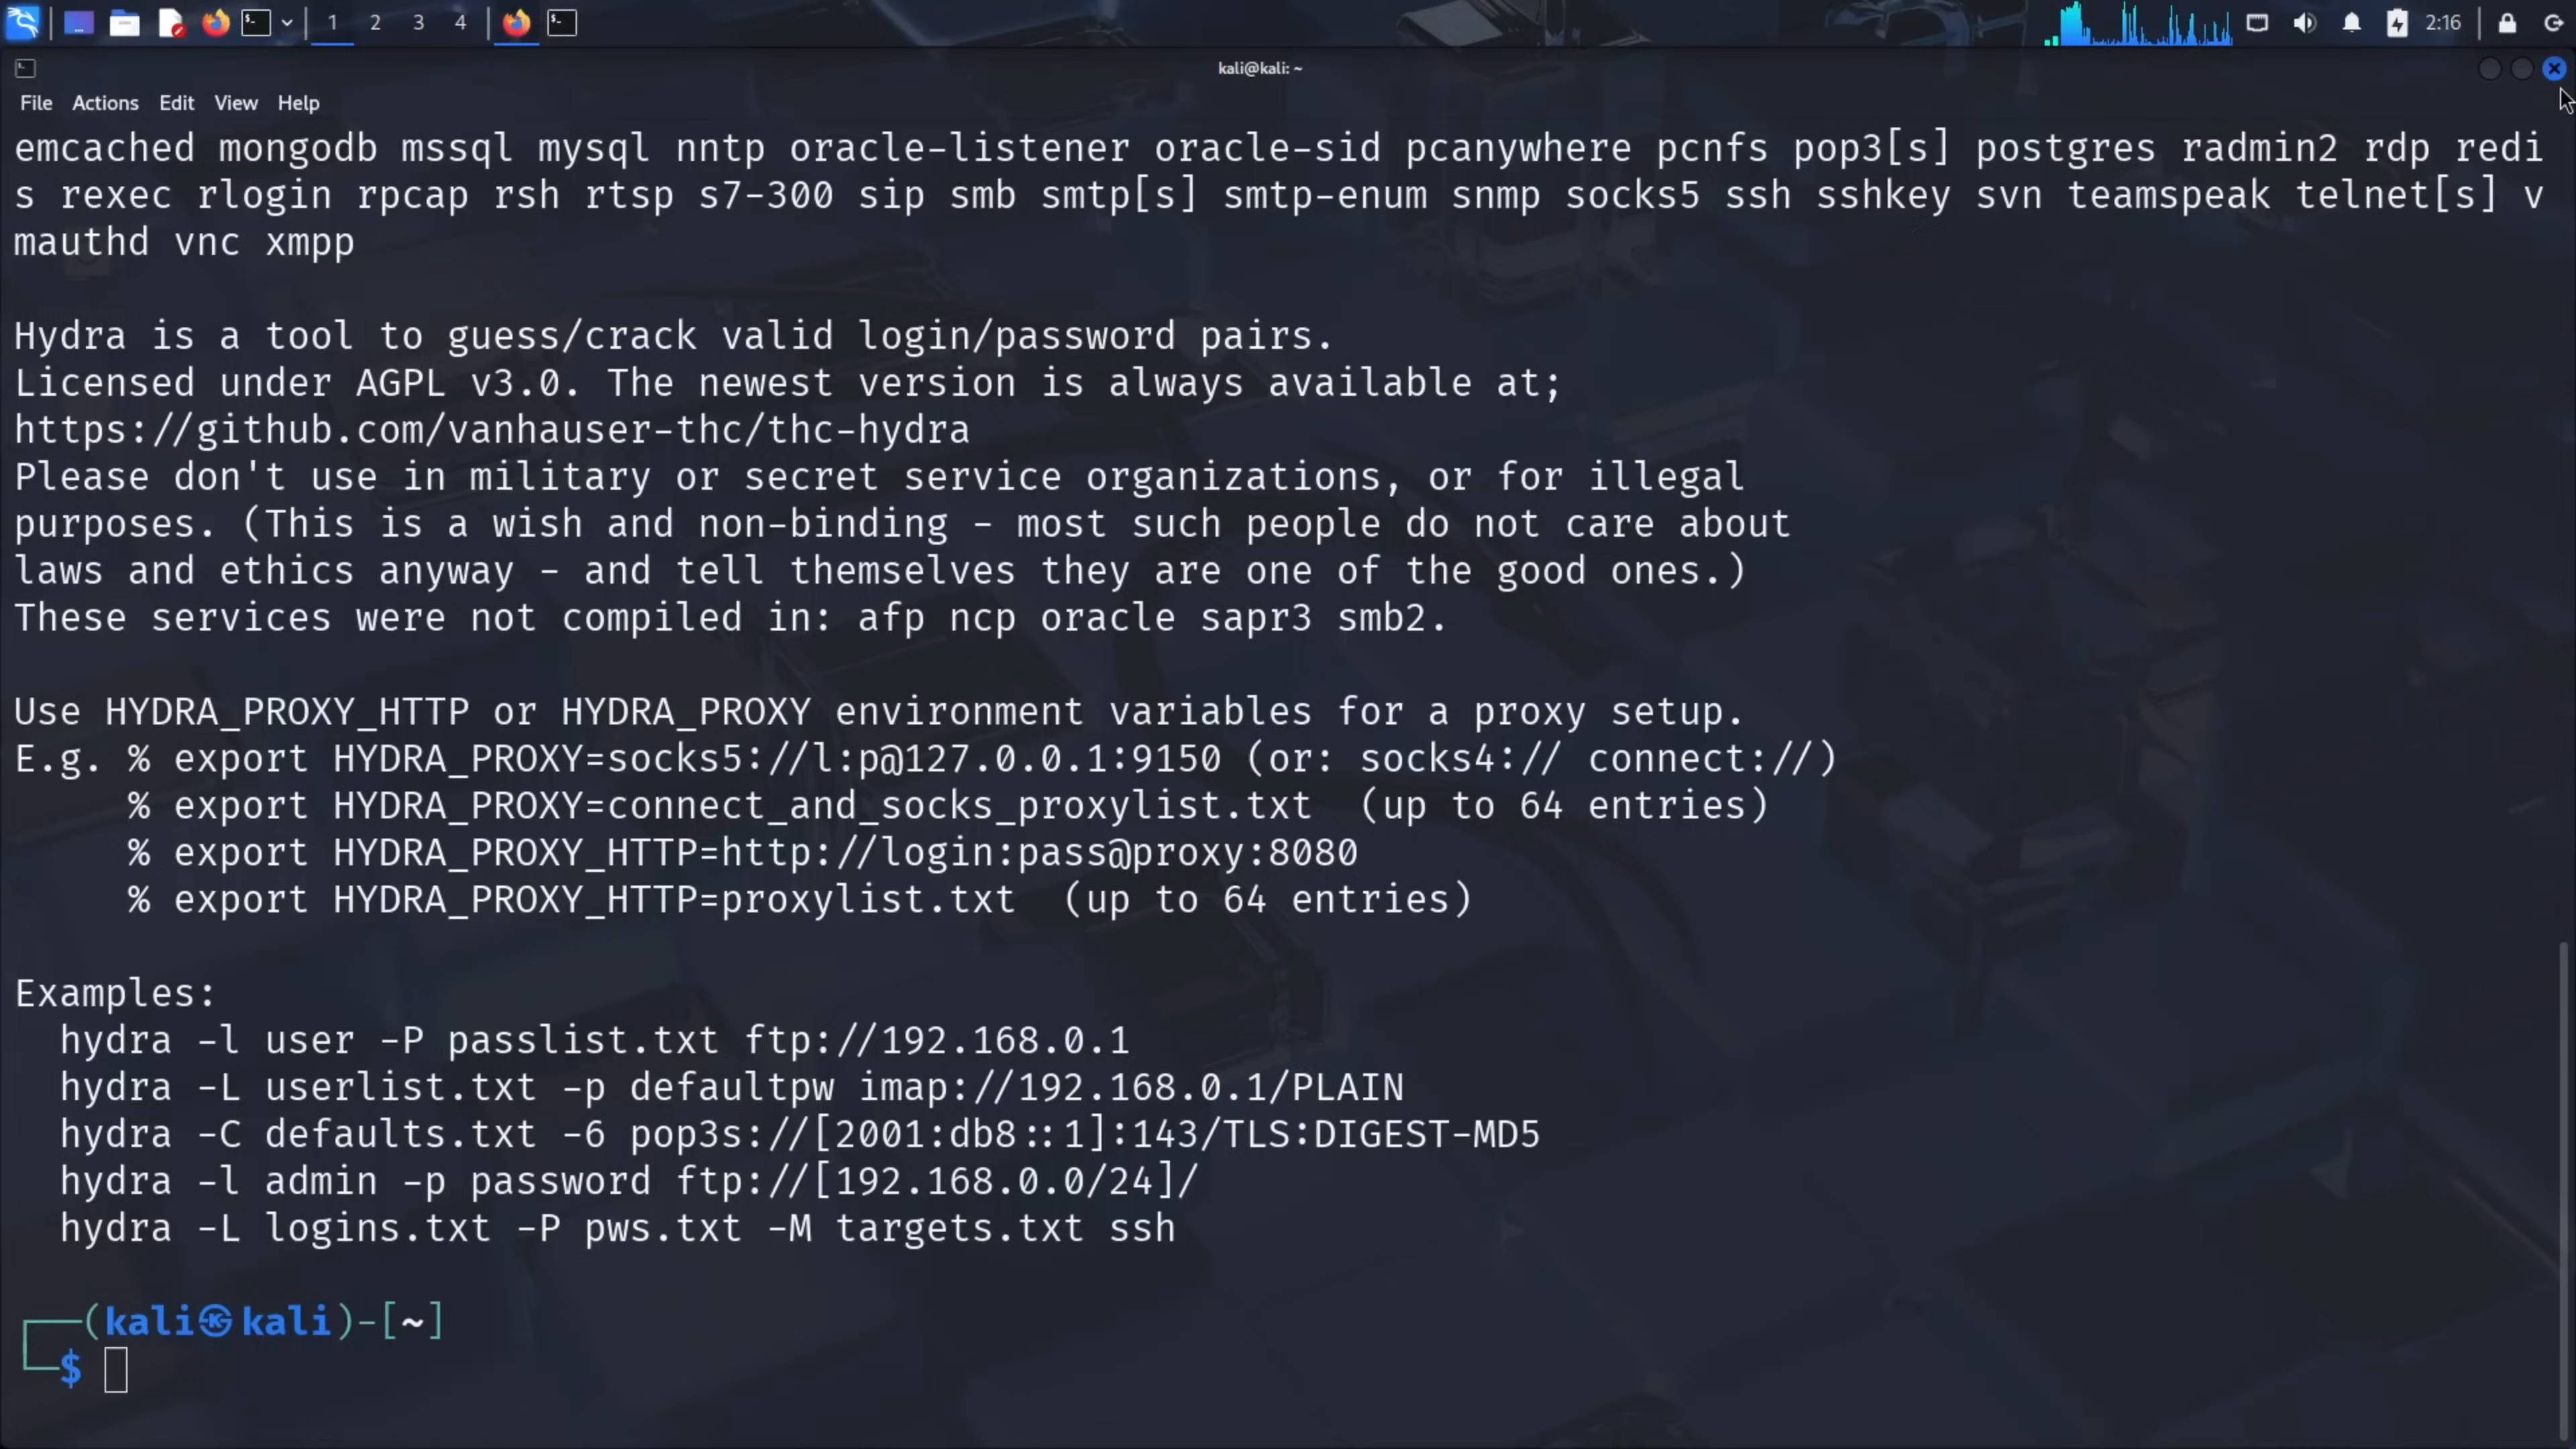 1 2 3 4 2:16
kali@kali: ~
File Actions Edit View Help
emcached mongodb mssql mysql nntp oracle-listener oracle-sid pcanywhere pcnfs pop3[s] postgres radmin2 rdp redi
s rexec rlogin rpcap rsh rtsp s7-300 sip smb smtp[s] smtp-enum snmp socks5 ssh sshkey svn teamspeak telnet[s] v
mauthd vnc xmpp
Hydra is a tool to guess/crack valid login/password pairs.
Licensed under AGPL v3.0. The newest version is always available at;
https://github.com/vanhauser-thc/thc-hydra
Please don't use in military or secret service organizations, or for illegal
purposes. (This is a wish and non-binding - most such people do not care about
laws and ethics anyway - and tell themselves they are one of the good ones.)
These services were not compiled in: afp ncp oracle sapr3 smb2.
Use HYDRA_PROXY_HTTP or HYDRA_PROXY environment variables for a proxy setup.
E.g. % export HYDRA_PROXY=socks5://l:p@127.0.0.1:9150 (or: socks4:// connect://)
% export HYDRA_PROXY=connect_and_socks_proxylist.txt (up to 64 entries)
% export HYDRA_PROXY_HTTP=http://login:pass@proxy:8080
% export HYDRA_PROXY_HTTP=proxylist.txt (up to 64 entries)
Examples:
hydra -l user -P passlist.txt ftp://192.168.0.1
hydra -L userlist.txt -p defaultpw imap://192.168.0.1/PLAIN
hydra -C defaults.txt -6 pop3s://[2001:db8::1]:143/TLS:DIGEST-MD5
hydra -l admin -p password ftp://[192.168.0.0/24]/
hydra -L logins.txt -P pws.txt -M targets.txt ssh
┌──(kali㉿kali)-[~]
└─$